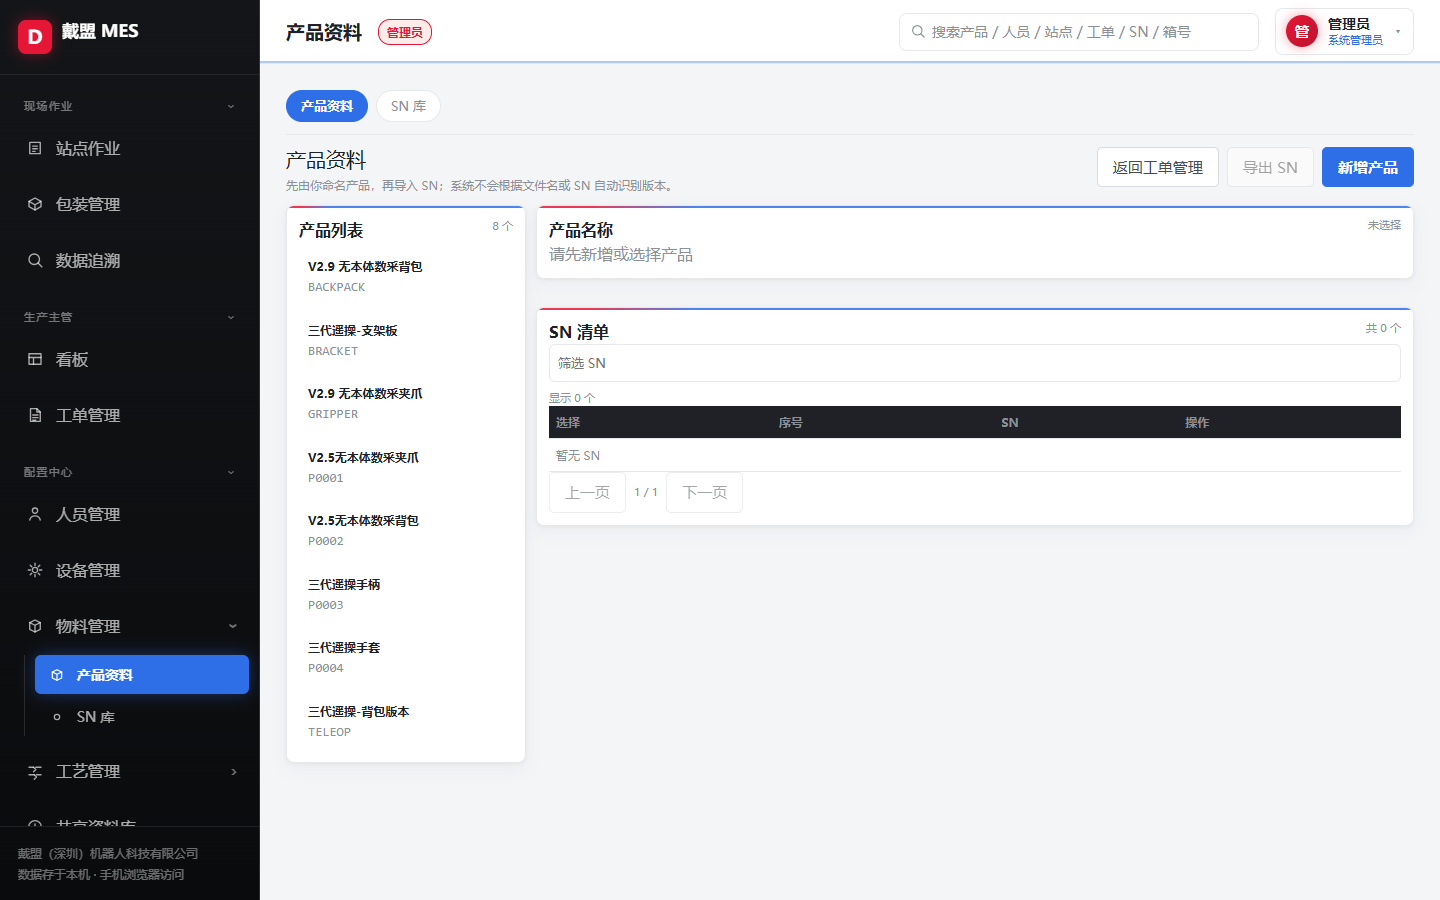 D 戴盟 MES
现场作业
站点作业
包装管理
数据追溯
生产主管
看板
工单管理
配置中心
人员管理
设备管理
物料管理
产品资料
SN 库
工艺管理
共享资料库
戴盟（深圳）机器人科技有限公司
数据存于本机 · 手机浏览器访问
产品资料 管理员
搜索产品 / 人员 / 站点 / 工单 / SN / 箱号
管 管理员
系统管理员
产品资料 SN 库
产品资料
先由你命名产品，再导入 SN；系统不会根据文件名或 SN 自动识别版本。
返回工单管理 导出 SN 新增产品
产品列表 8 个
V2.9 无本体数采背包
BACKPACK
三代遥操-支架板
BRACKET
V2.9 无本体数采夹爪
GRIPPER
V2.5无本体数采夹爪
P0001
V2.5无本体数采背包
P0002
三代遥操手柄
P0003
三代遥操手套
P0004
三代遥操-背包版本
TELEOP
产品名称 未选择
请先新增或选择产品
SN 清单 共 0 个
筛选 SN
显示 0 个
选择 序号 SN 操作
暂无 SN
上一页 1 / 1 下一页